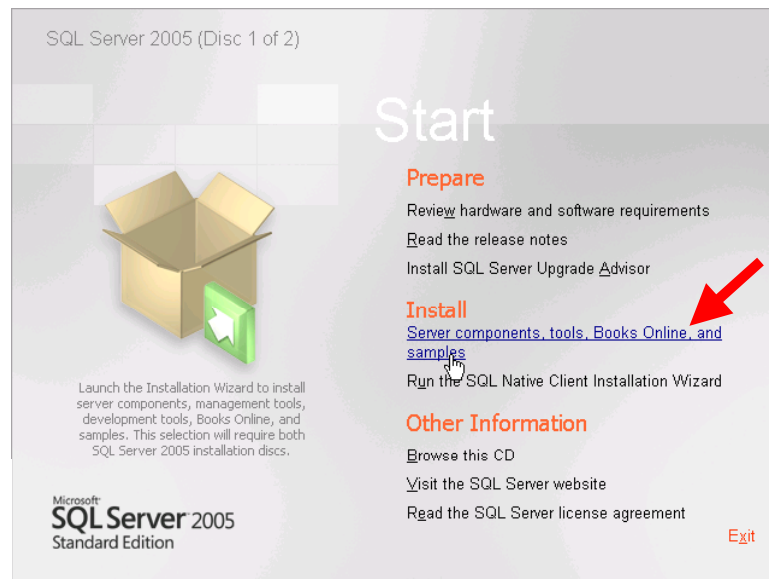 SQL Server 2005 (Disc 1 of 2)
Start
Prepare
Review hardware and software requirements
Read the release notes
Install SQL Server Upgrade Advisor
Install
Server components, tools, Books Online, and
samples
Run the SQL Native Client Installation Wizard
Other Information
Browse this CD
Visit the SQL Server website
Read the SQL Server license agreement
Exit
Launch the Installation Wizard to install
server components, management tools,
development tools, Books Online, and
samples. This selection will require both
SQL Server 2005 installation discs.
Microsoft
SQL Server 2005
Standard Edition